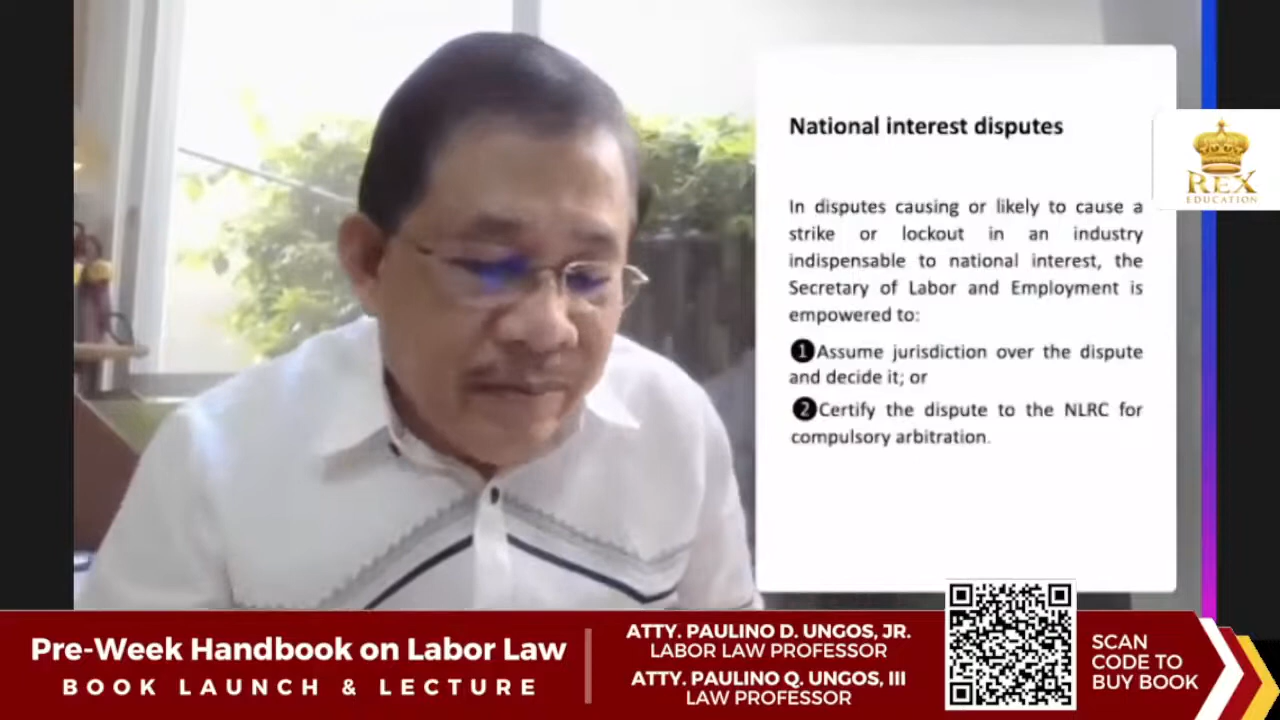 National interest disputes
In disputes causing or likely to cause a
strike or lockout in an industry
indispensable to national interest, the
Secretary of Labor and Employment is
empowered to:
1 Assume jurisdiction over the dispute
and decide it; or
2 Certify the dispute to the NLRC for
compulsory arbitration.
REX
EDUCATION
Pre-Week Handbook on Labor Law
BOOK LAUNCH & LECTURE
ATTY. PAULINO D. UNGOS, JR.
LABOR LAW PROFESSOR
ATTY. PAULINO Q. UNGOS, III
LAW PROFESSOR
SCAN
CODE TO
BUY BOOK